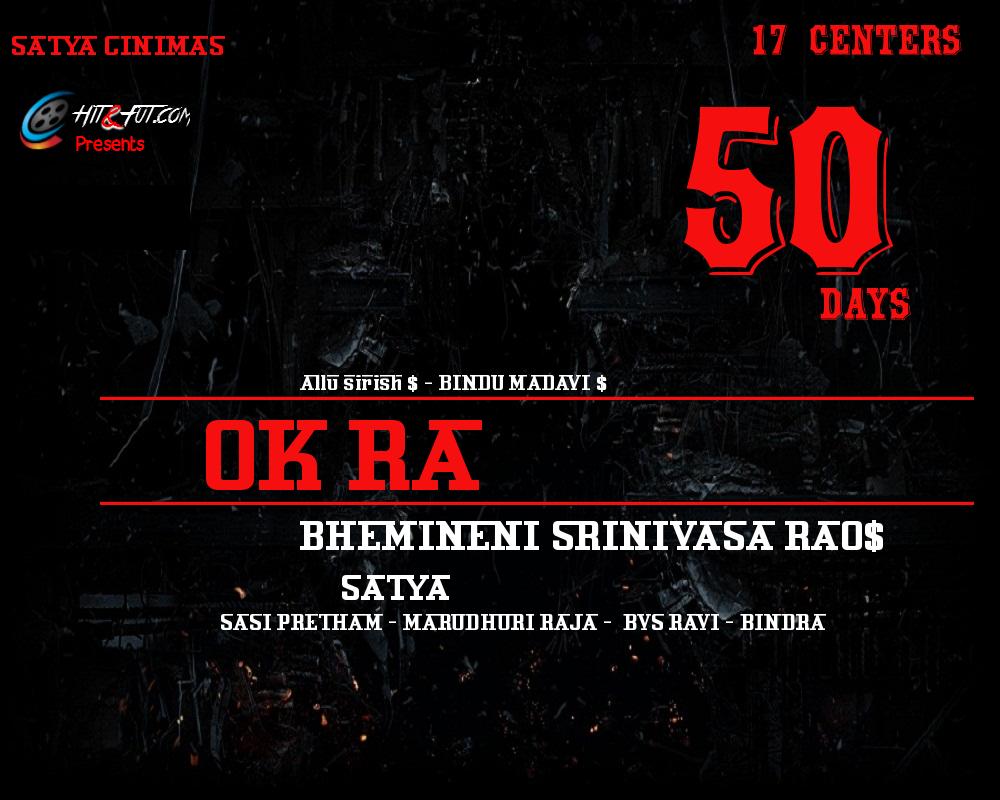 SATYA CINIMAS
17 CENTERS
HIT&FUT.COM
Presents
50
DAYS
Allu sirish $ - BINDU MADAVI $
OK RA
BHEMINENI SRINIVASA RAO$
SATYA
SASI PRETHAM - MARUDHURI RAJA - BVS RAVI - BINDRA